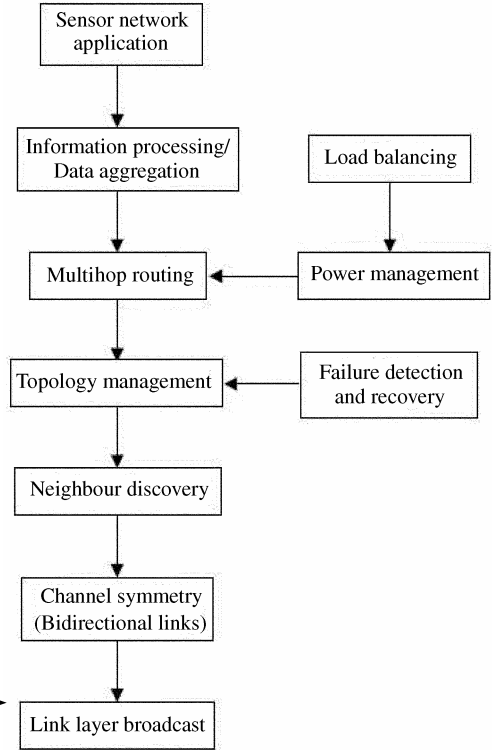 Sensor network
application
Information processing/
Data aggregation
Load balancing
Multihop routing
Power management
Topology management
Failure detection
and recovery
Neighbour discovery
Channel symmetry
(Bidirectional links)
Link layer broadcast